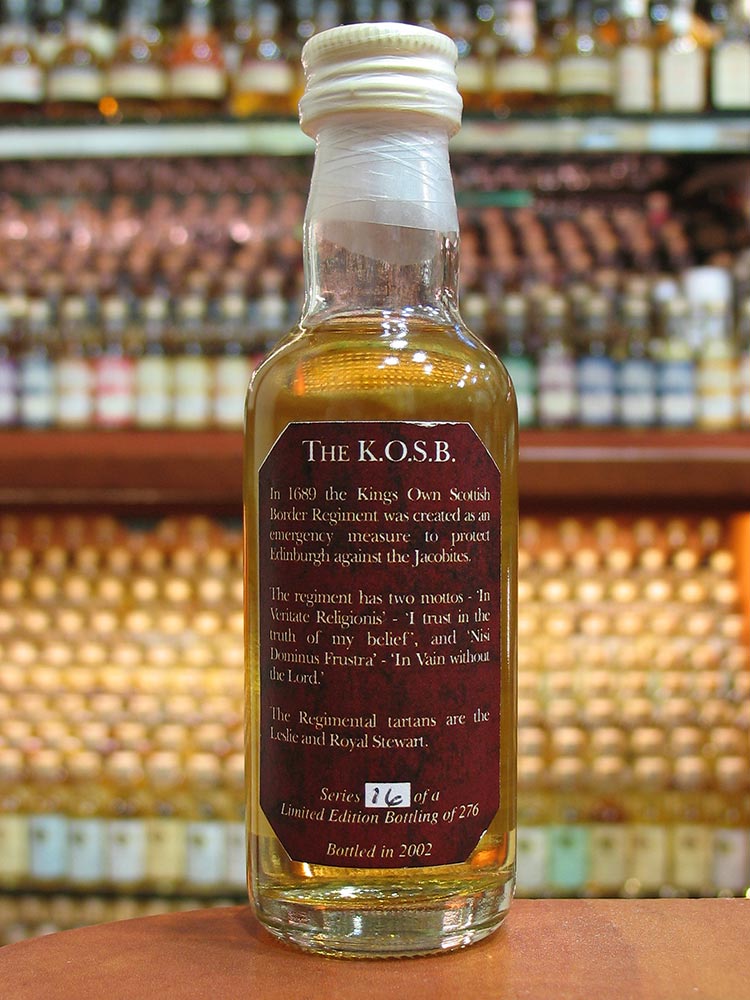 THE K.O.S.B.
In 1689 the Kings Own Scottish
Border Regiment was created as an
emergency measure to protect
Edinburgh against the Jacobites.
The regiment has two mottos - 'In
Veritate Religionis' - 'I trust in the
truth of my belief', and 'Nisi
Dominus Frustra' - 'In Vain without
the Lord.'
The Regimental tartans are the
Leslie and Royal Stewart.
Series 16 of a
Limited Edition Bottling of 276
Bottled in 2002